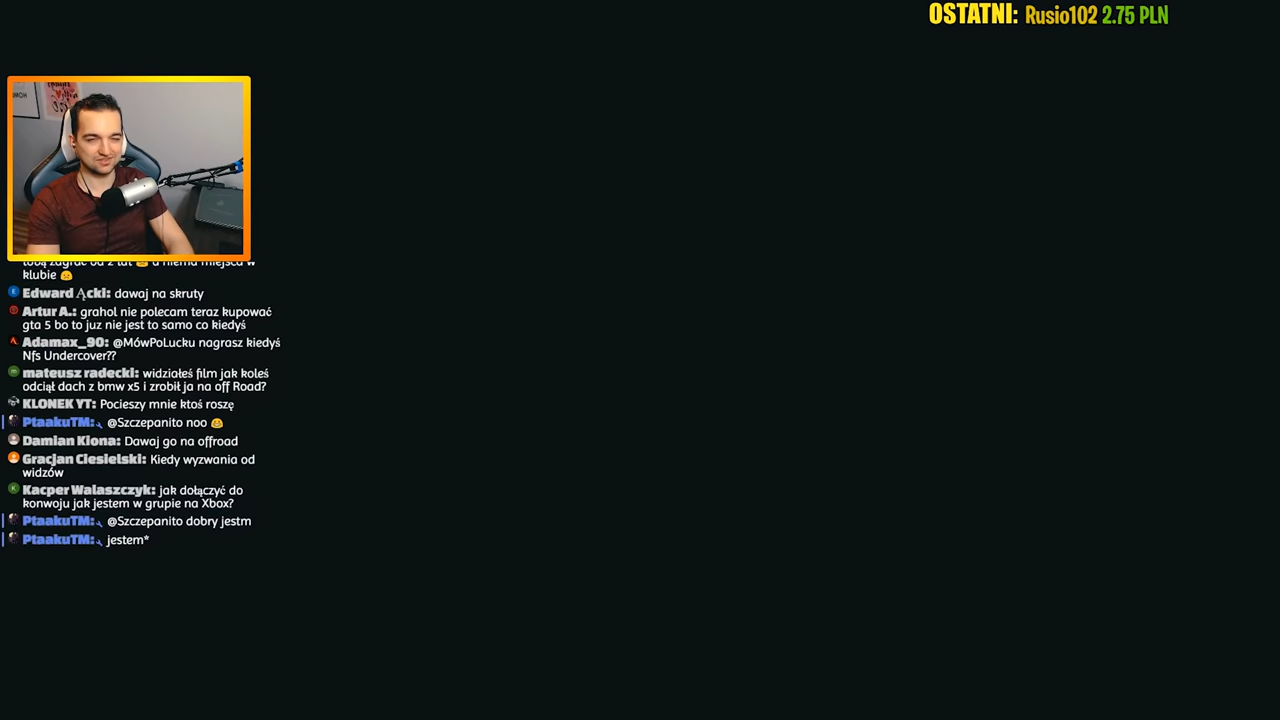 OSTATNI: Rusio102 2.75 PLN
klubie
Edward Ącki: dawaj na skruty
Artur A.: grahol nie polecam teraz kupować
gta 5 bo to juz nie jest to samo co kiedyś
Adamax_90: @MówPoLucku nagrasz kiedyś
Nfs Undercover??
mateusz radecki: widziałeś film jak koleś
odciął dach z bmw x5 i zrobił ja na off Road?
KLONEK YT: Pocieszy mnie ktoś roszę
PtaakuTM: @Szczepanito noo
Damian Kiona: Dawaj go na offroad
Gracjan Ciesielski: Kiedy wyzwania od
widzów
Kacper Walaszczyk: jak dołączyć do
konwoju jak jestem w grupie na Xbox?
PtaakuTM: @Szczepanito dobry jestm
PtaakuTM: jestem*